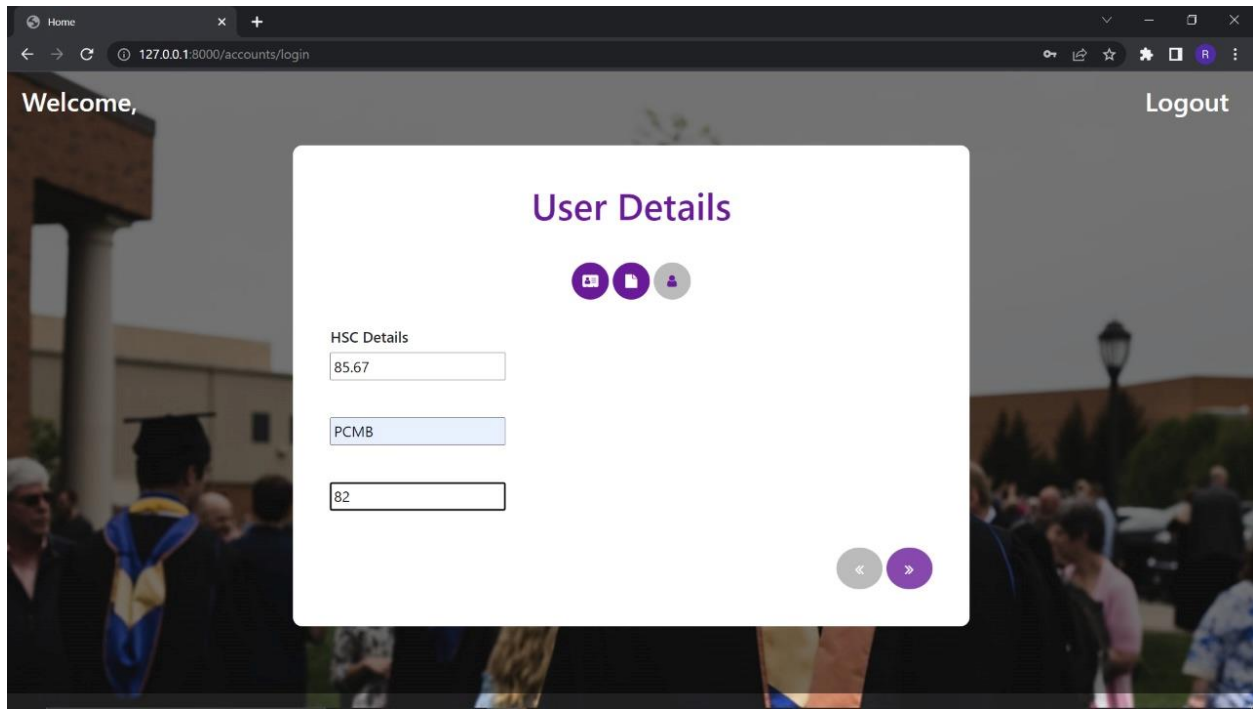 Home
127.0.0.1:8000/accounts/login
R
Welcome,
Logout
User Details
HSC Details
85.67
PCMB
82
«
»